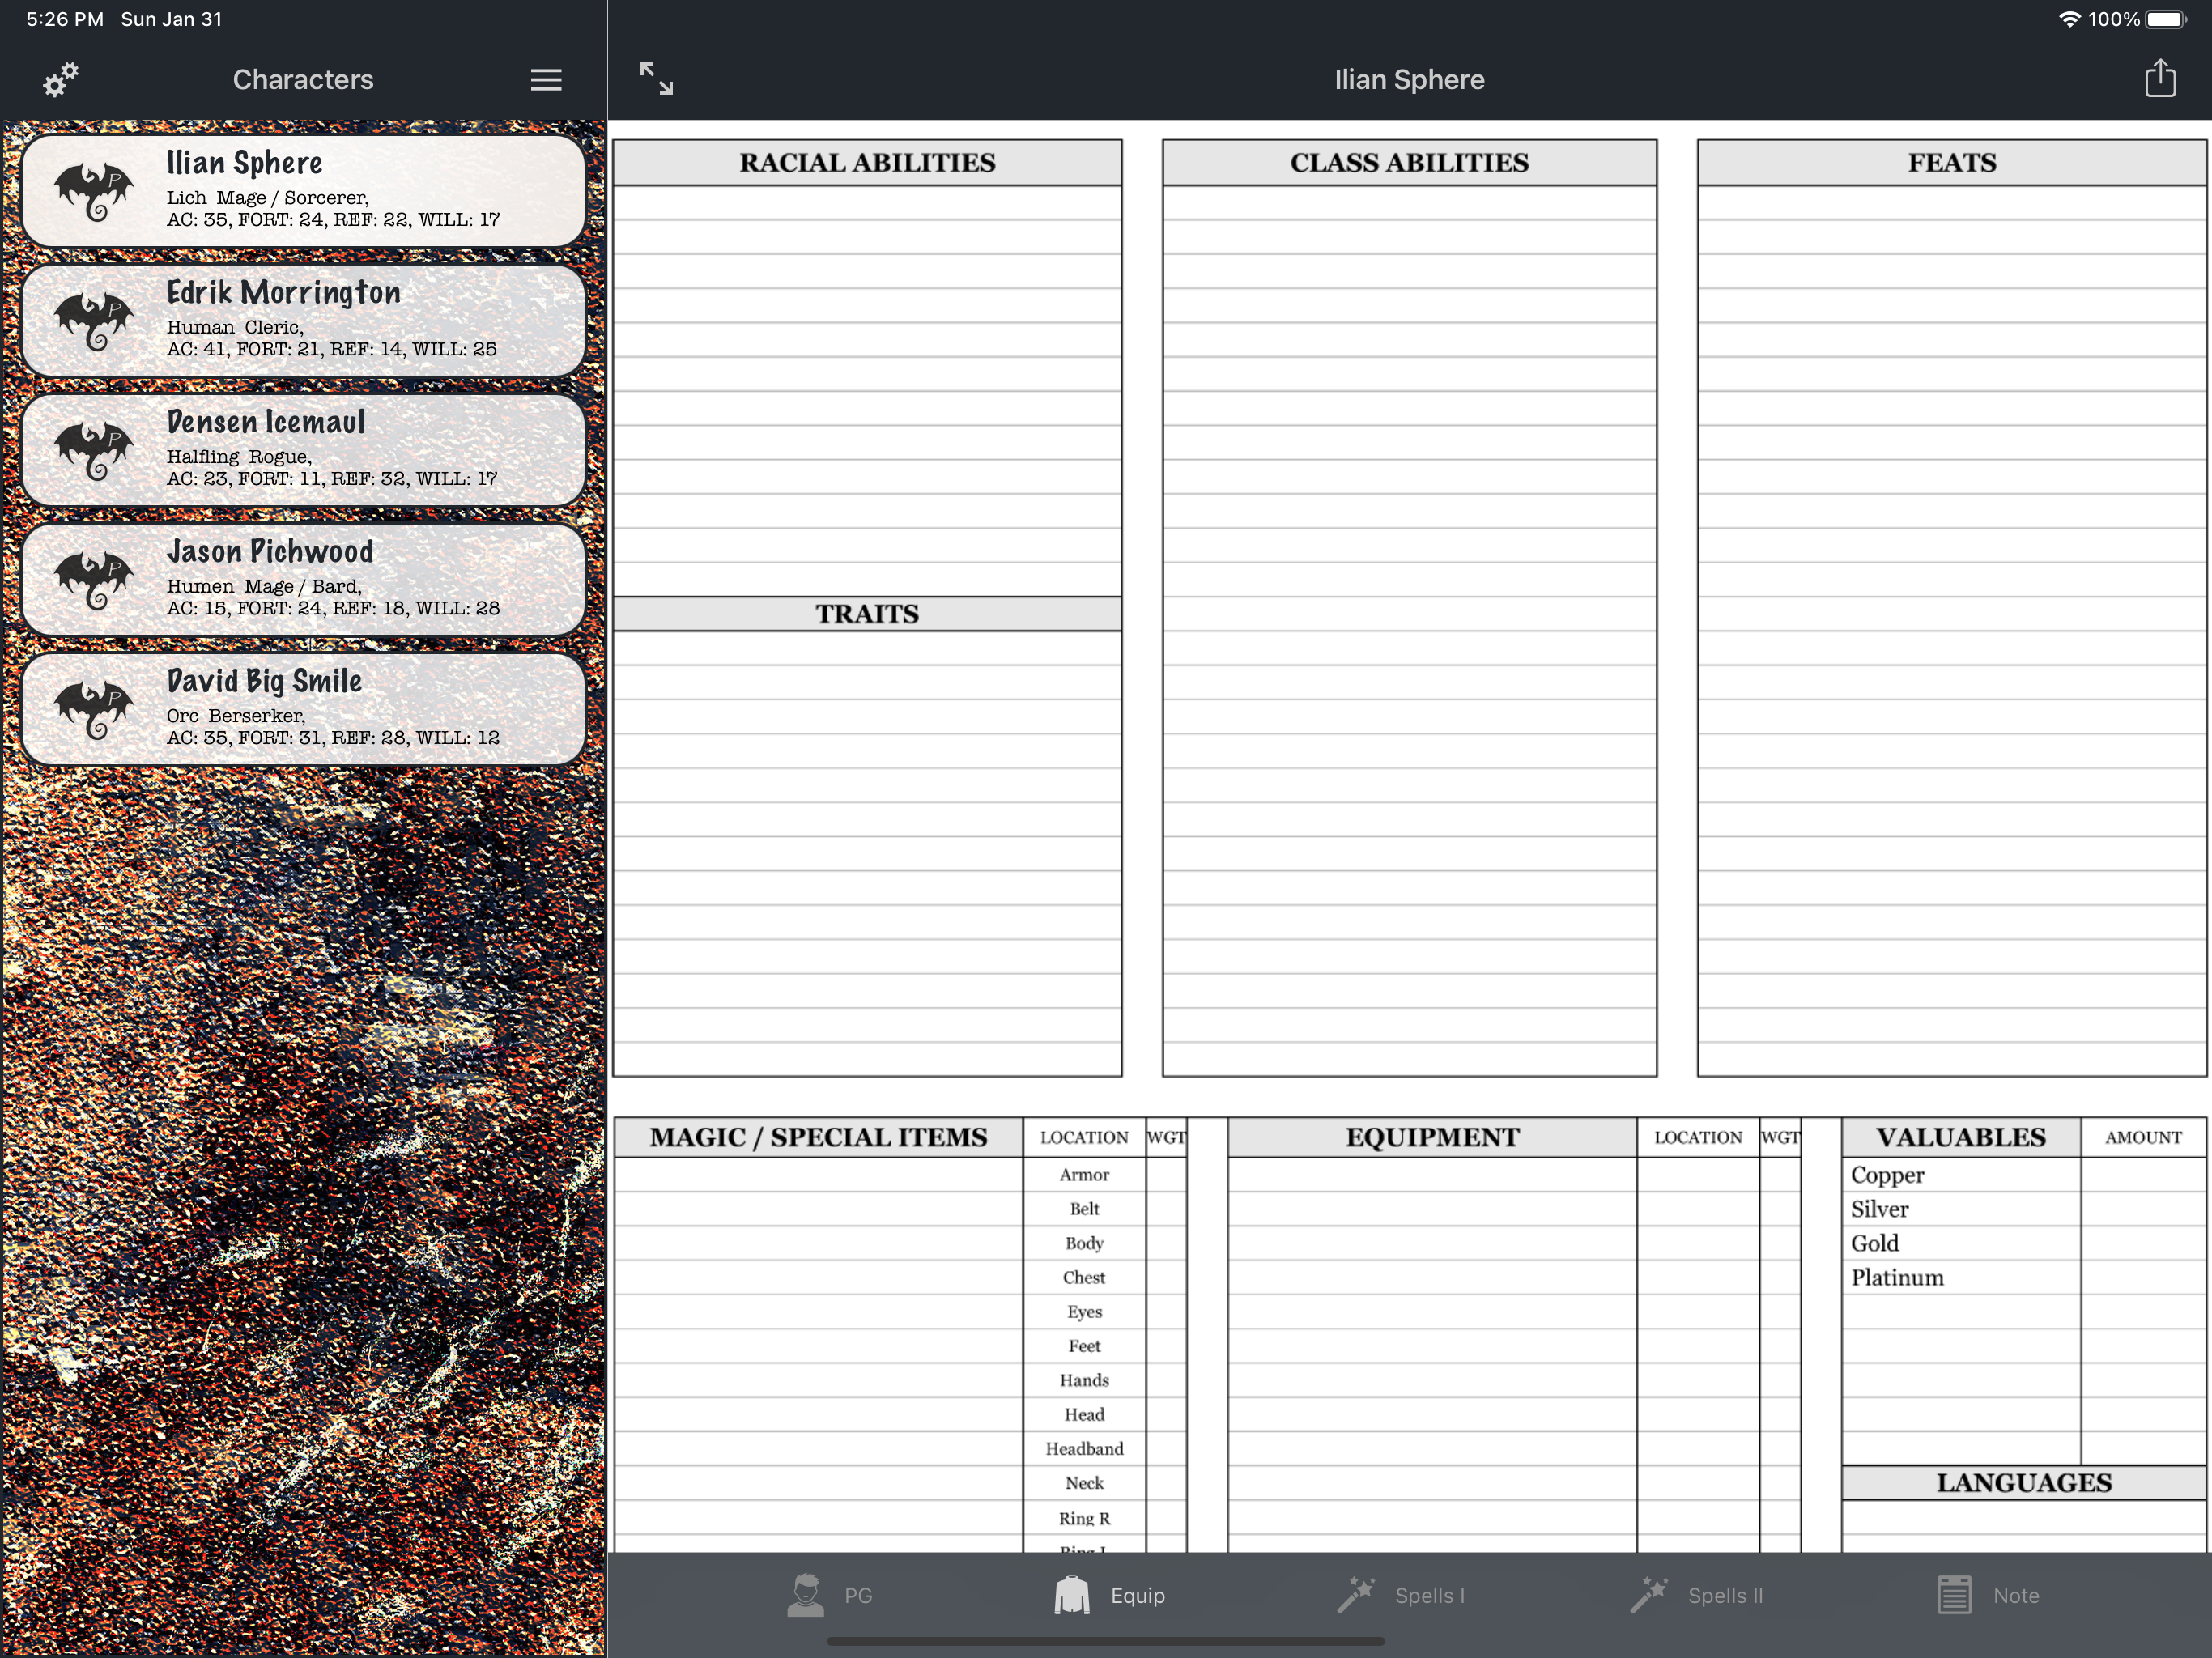 5:26 PM Sun Jan 31
100%
Characters
Ilian Sphere
Ilian Sphere
Lich Mage / Sorcerer,
AC: 35, FORT: 24, REF: 22, WILL: 17
Edrik Morrington
Human Cleric,
AC: 41, FORT: 21, REF: 14, WILL: 25
Densen Icemaul
Halfling Rogue,
AC: 23, FORT: 11, REF: 32, WILL: 17
Jason Pichwood
Humen Mage / Bard,
AC: 15, FORT: 24, REF: 18, WILL: 28
David Big Smile
Orc Berserker,
AC: 35, FORT: 31, REF: 28, WILL: 12
RACIAL ABILITIES
CLASS ABILITIES
FEATS
TRAITS
MAGIC / SPECIAL ITEMS LOCATION WGT
Armor
Belt
Body
Chest
Eyes
Feet
Hands
Head
Headband
Neck
Ring R
EQUIPMENT LOCATION WGT
VALUABLES AMOUNT
Copper
Silver
Gold
Platinum
LANGUAGES
PG Equip Spells I Spells II Note